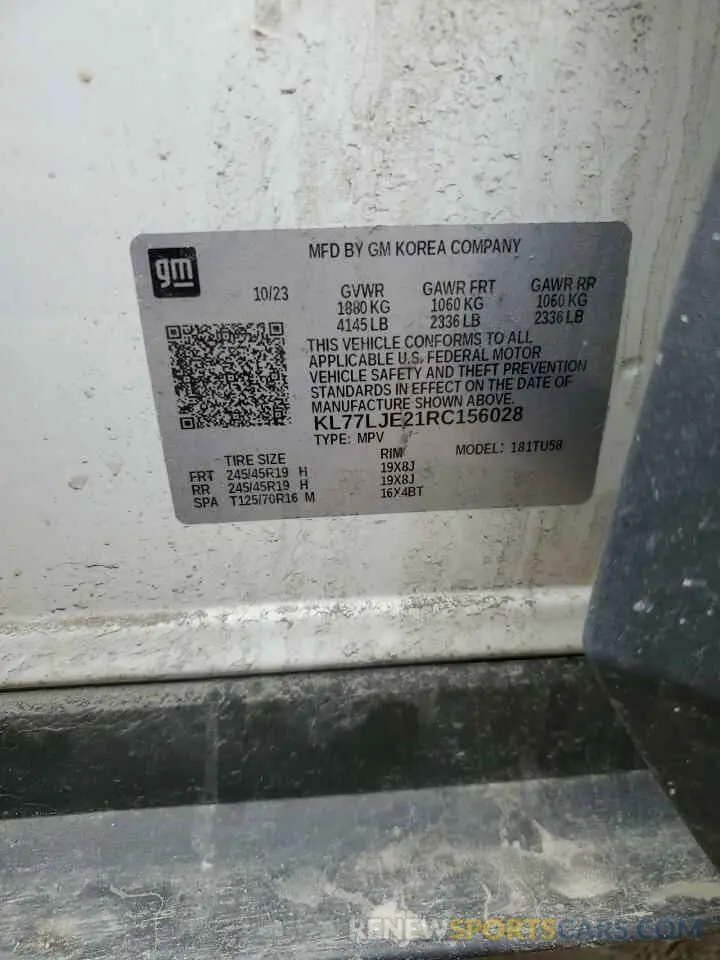 MFD BY GM KOREA COMPANY
gm
10/23
GVWR GAWR FRT GAWR RR
1880 KG 1060 KG 1060 KG
4145 LB 2336 LB 2336 LB
THIS VEHICLE CONFORMS TO ALL
APPLICABLE U.S. FEDERAL MOTOR
VEHICLE SAFETY AND THEFT PREVENTION
STANDARDS IN EFFECT ON THE DATE OF
MANUFACTURE SHOWN ABOVE.
KL77LJE21RC156028
TYPE: MPV MODEL: 181TU58
TIRE SIZE RIM
FRT 245/45R19 H 19X8J
RR 245/45R19 H 19X8J
SPA T125/70R16 M 16X4BT
RENEWSPORTSCARS.COM